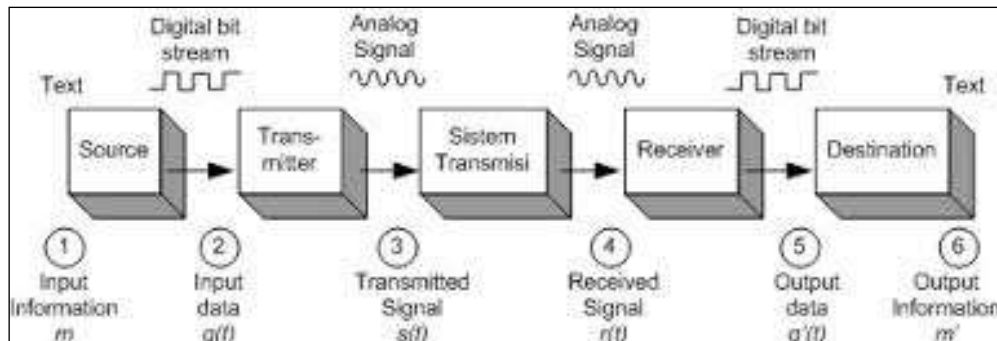 Digital bit
stream
Analog
Signal
Analog
Signal
Digital bit
stream
Text
Text
Source
Trans-
mitter
Sistem
Transmisi
Receiver
Destination
1
2
3
4
5
6
Input
Information
m
Input
data
g(t)
Transmitted
Signal
s(t)
Received
Signal
r(t)
Output
data
g'(t)
Output
Information
m'